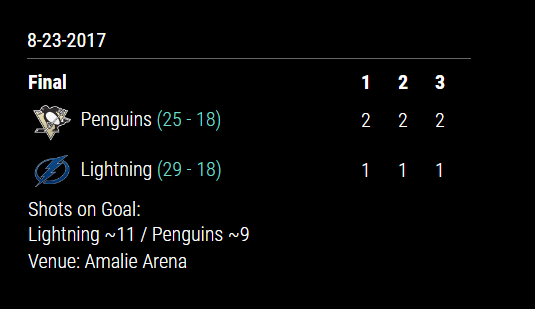 8-23-2017
Final 1 2 3
Penguins (25 - 18) 2 2 2
Lightning (29 - 18) 1 1 1
Shots on Goal:
Lightning ~11 / Penguins ~9
Venue: Amalie Arena